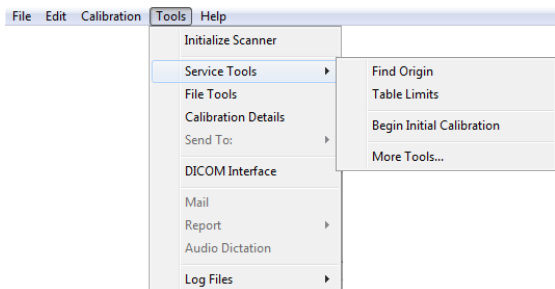 File Edit Calibration Tools Help
Initialize Scanner
Service Tools
File Tools
Calibration Details
Send To:
DICOM Interface
Mail
Report
Audio Dictation
Log Files
Find Origin
Table Limits
Begin Initial Calibration
More Tools...